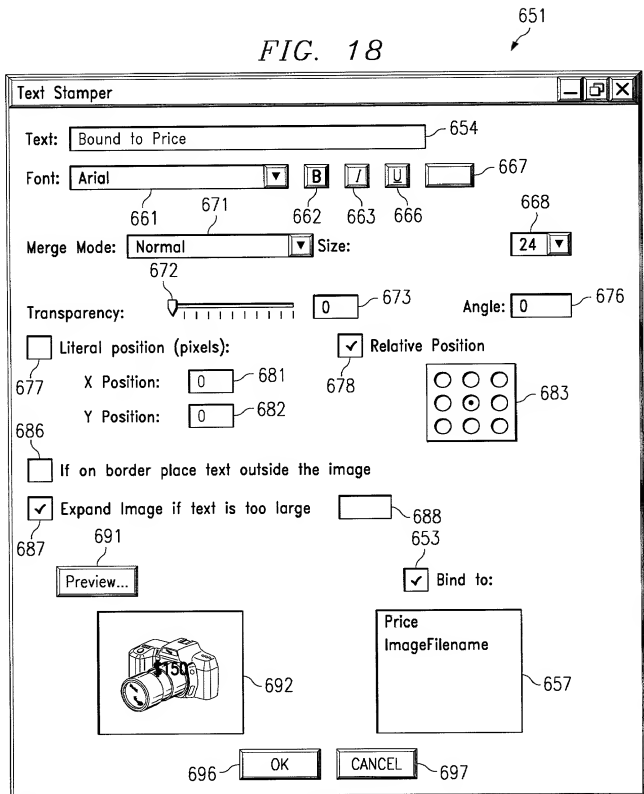 651
FIG. 18
Text Stamper
Text: Bound to Price 654
Font: Arial B I U 667
661 662 663 666
671 668
Merge Mode: Normal Size: 24
672
Transparency: 0 673 Angle: 0 676
Literal position (pixels): Relative Position
677 678
X Position: 0 681
683
Y Position: 0 682
686
If on border place text outside the image
Expand Image if text is too large 688
687
691 653
Preview... Bind to:
Price
ImageFilename
$150
692 657
696 OK CANCEL 697